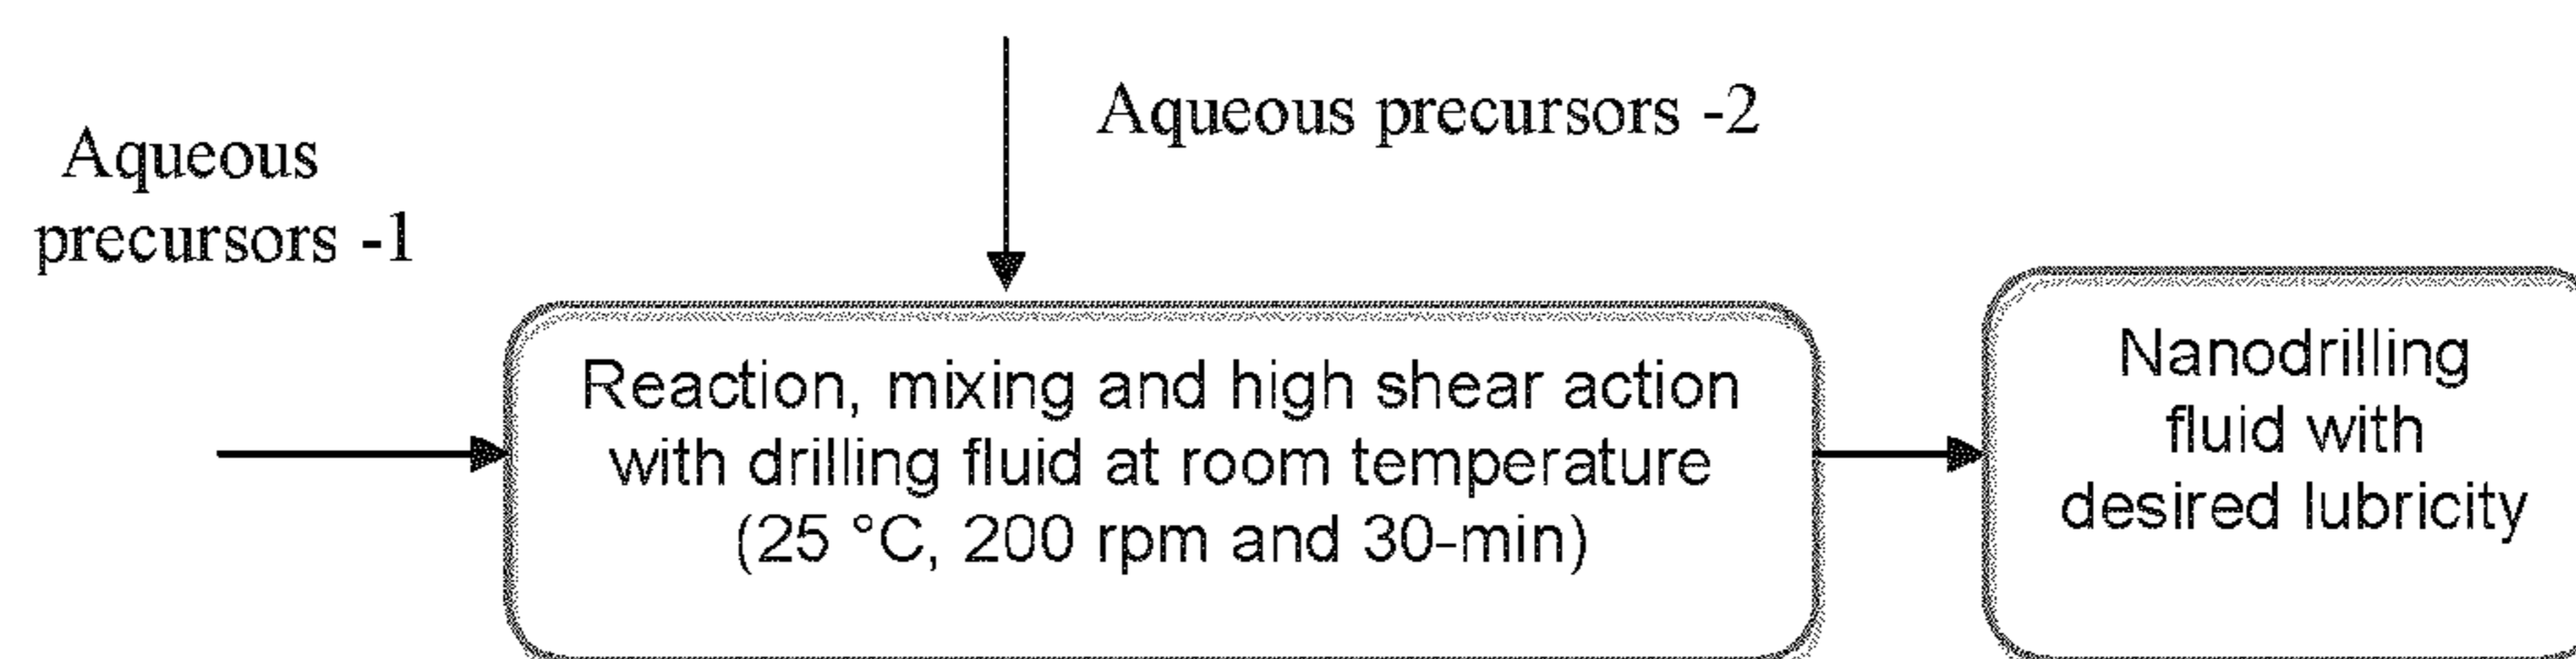 Aqueous
precursors -1
Aqueous precursors -2
Reaction, mixing and high shear action
with drilling fluid at room temperature
(25 °C, 200 rpm and 30-min)
Nanodrilling
fluid with
desired lubricity